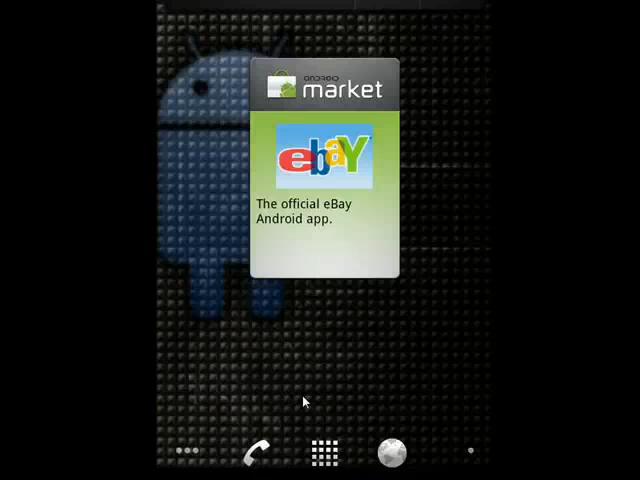 ANDROID
market
ebaY
The official eBay
Android app.